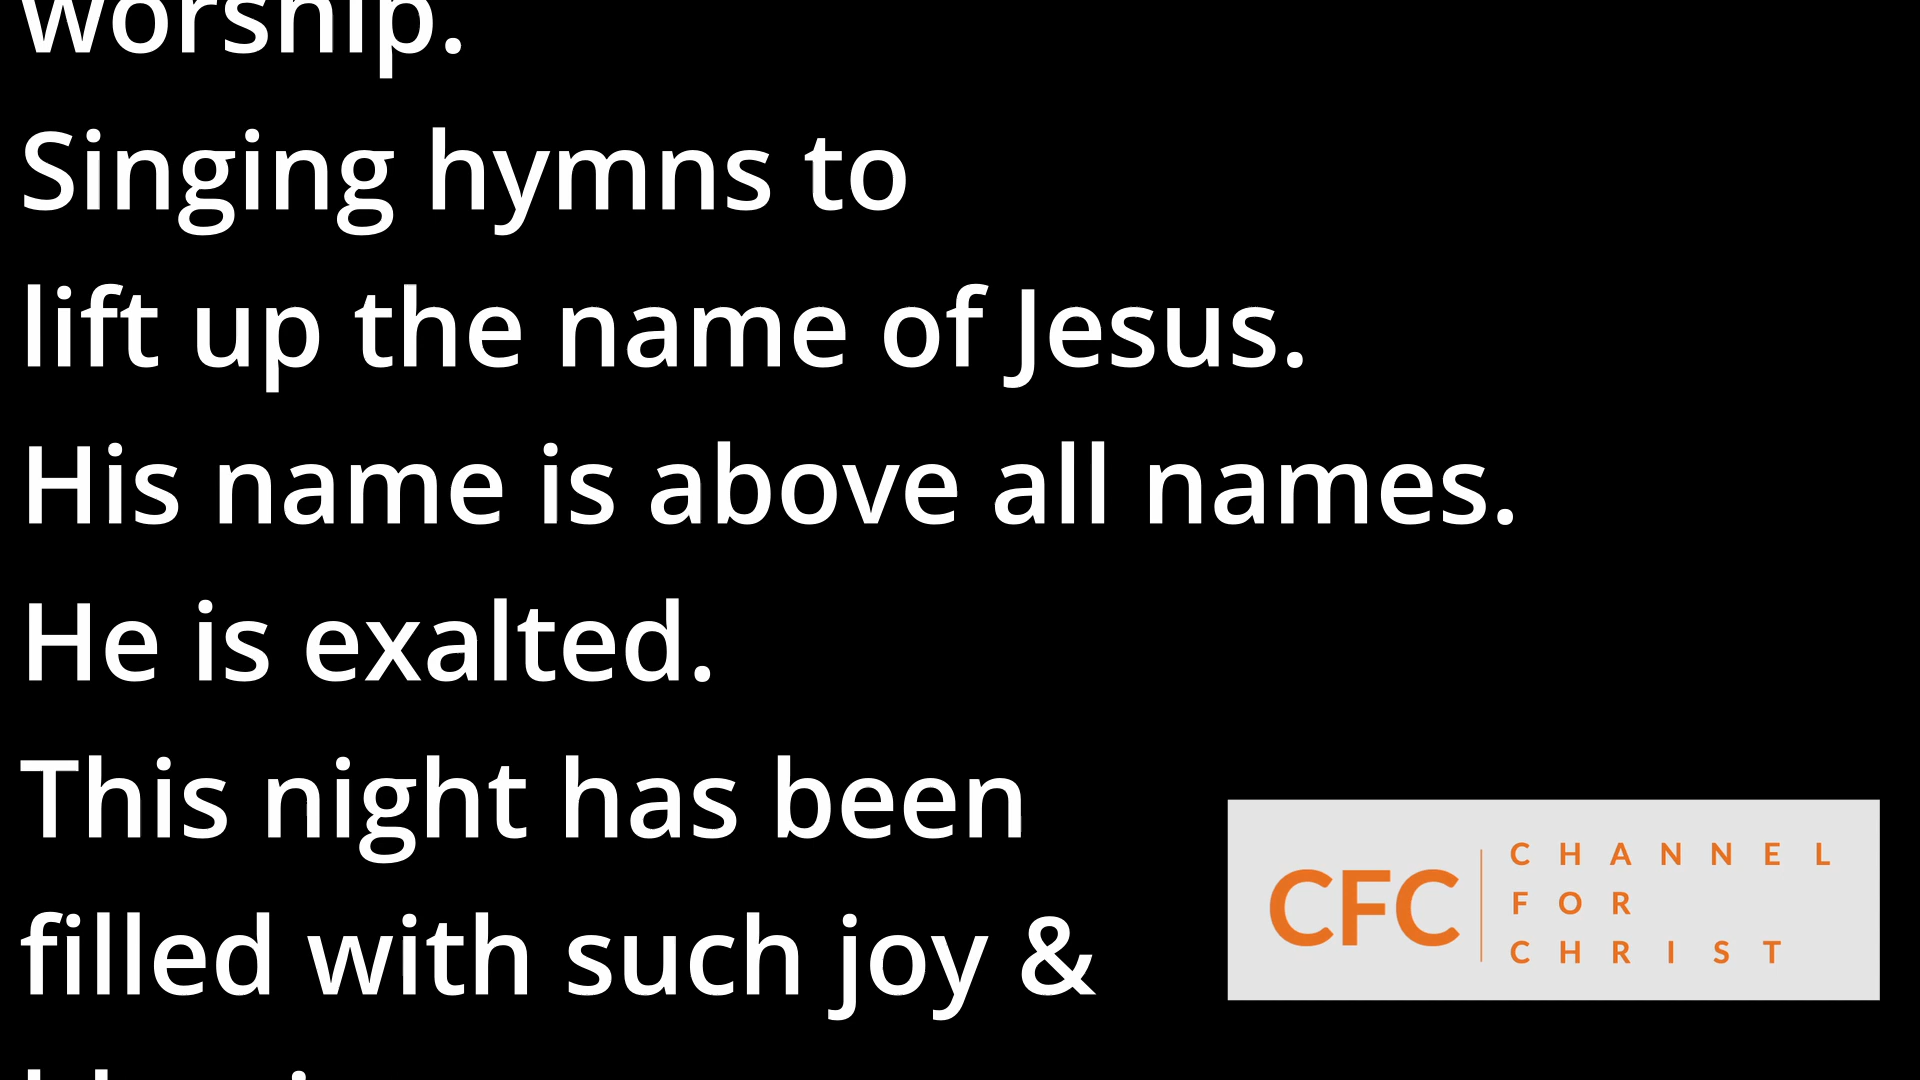 worship.
Singing hymns to
lift up the name of Jesus.
His name is above all names.
He is exalted.
This night has been
filled with such joy &
CFC
CHANNEL
FOR
CHRIST